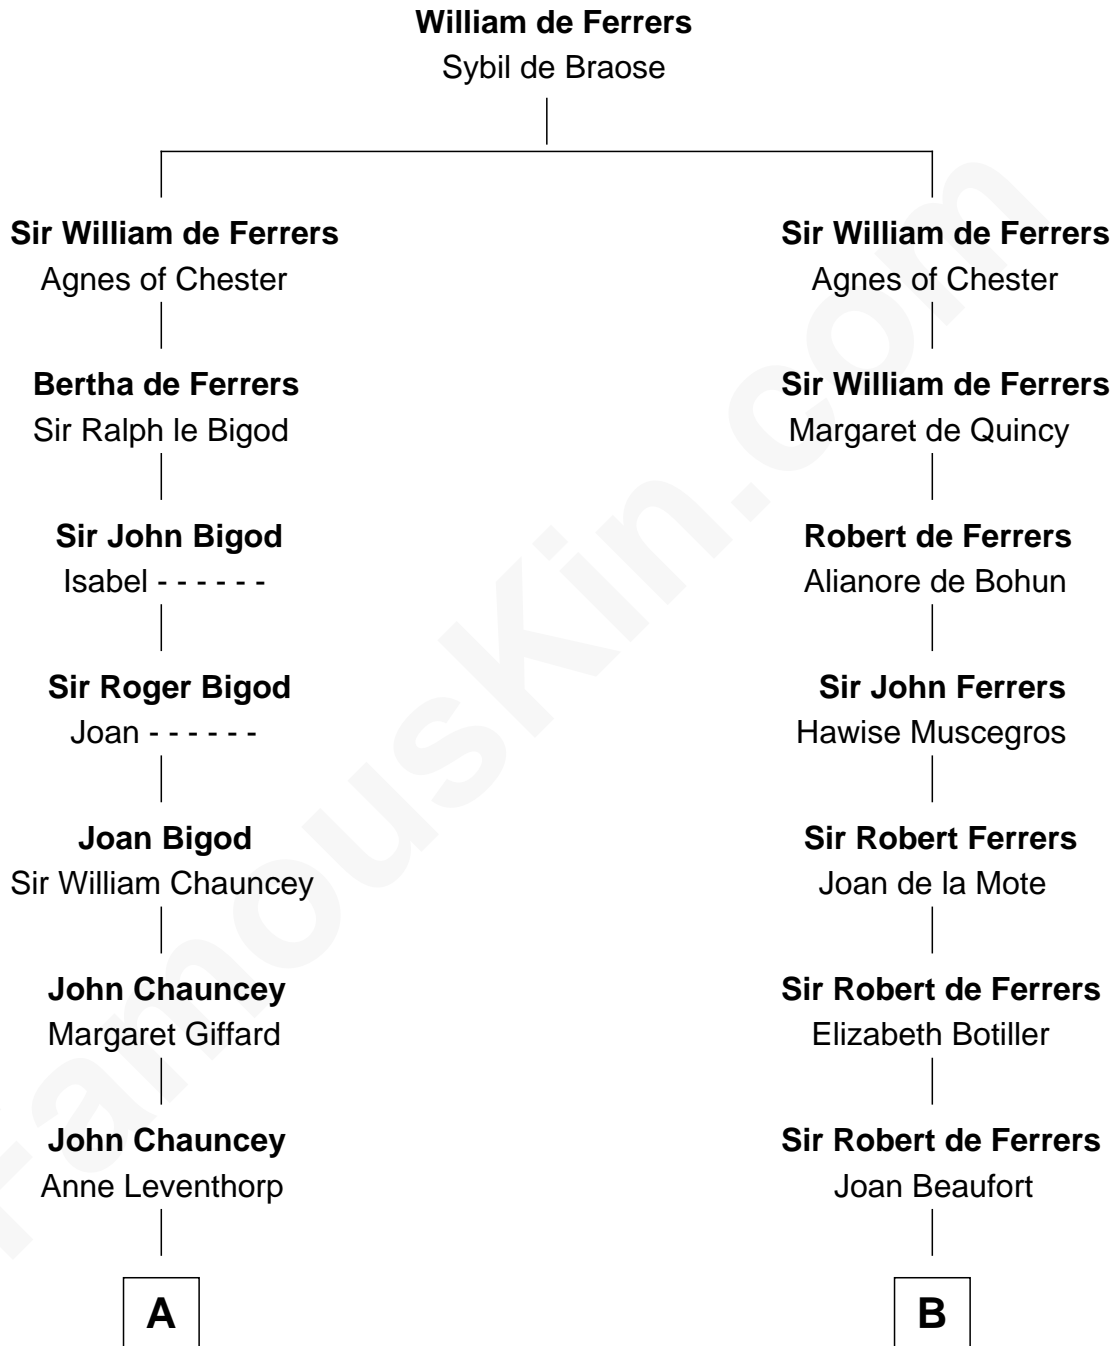 William de Ferrers
Sybil de Braose
Sir William de Ferrers
Agnes of Chester
Sir William de Ferrers
Agnes of Chester
Bertha de Ferrers
Sir Ralph le Bigod
Sir William de Ferrers
Margaret de Quincy
Sir John Bigod
Isabel - - - - - -
Robert de Ferrers
Alianore de Bohun
Sir Roger Bigod
Joan - - - - - -
Sir John Ferrers
Hawise Muscegros
Joan Bigod
Sir William Chauncey
Sir Robert Ferrers
Joan de la Mote
John Chauncey
Margaret Giffard
Sir Robert de Ferrers
Elizabeth Botiller
John Chauncey
Anne Leventhorp
Sir Robert de Ferrers
Joan Beaufort
A
B
FamousKin.com